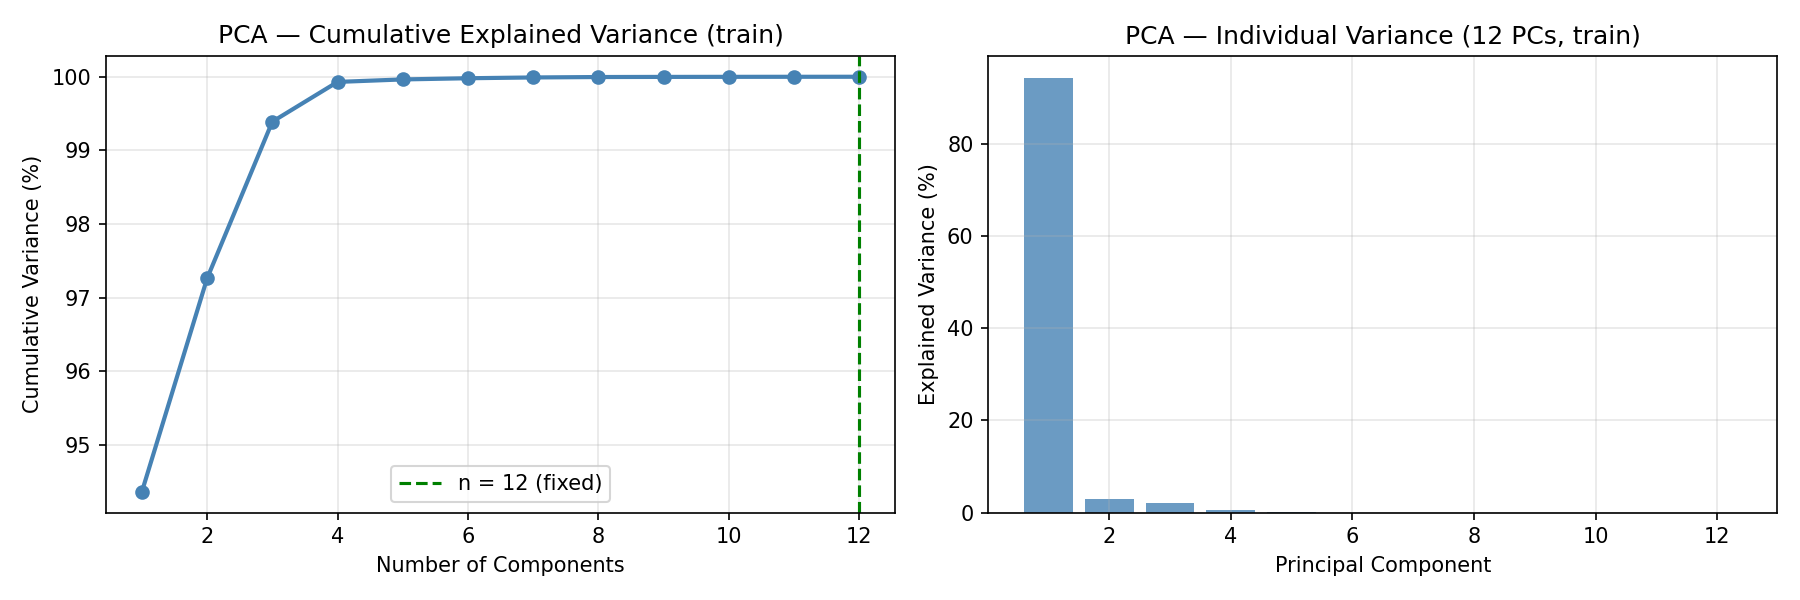 PCA — Cumulative Explained Variance (train)
Cumulative Variance (%)
100
99
98
97
96
95
n = 12 (fixed)
2 4 6 8 10 12
Number of Components
PCA — Individual Variance (12 PCs, train)
Explained Variance (%)
80
60
40
20
0
2 4 6 8 10 12
Principal Component